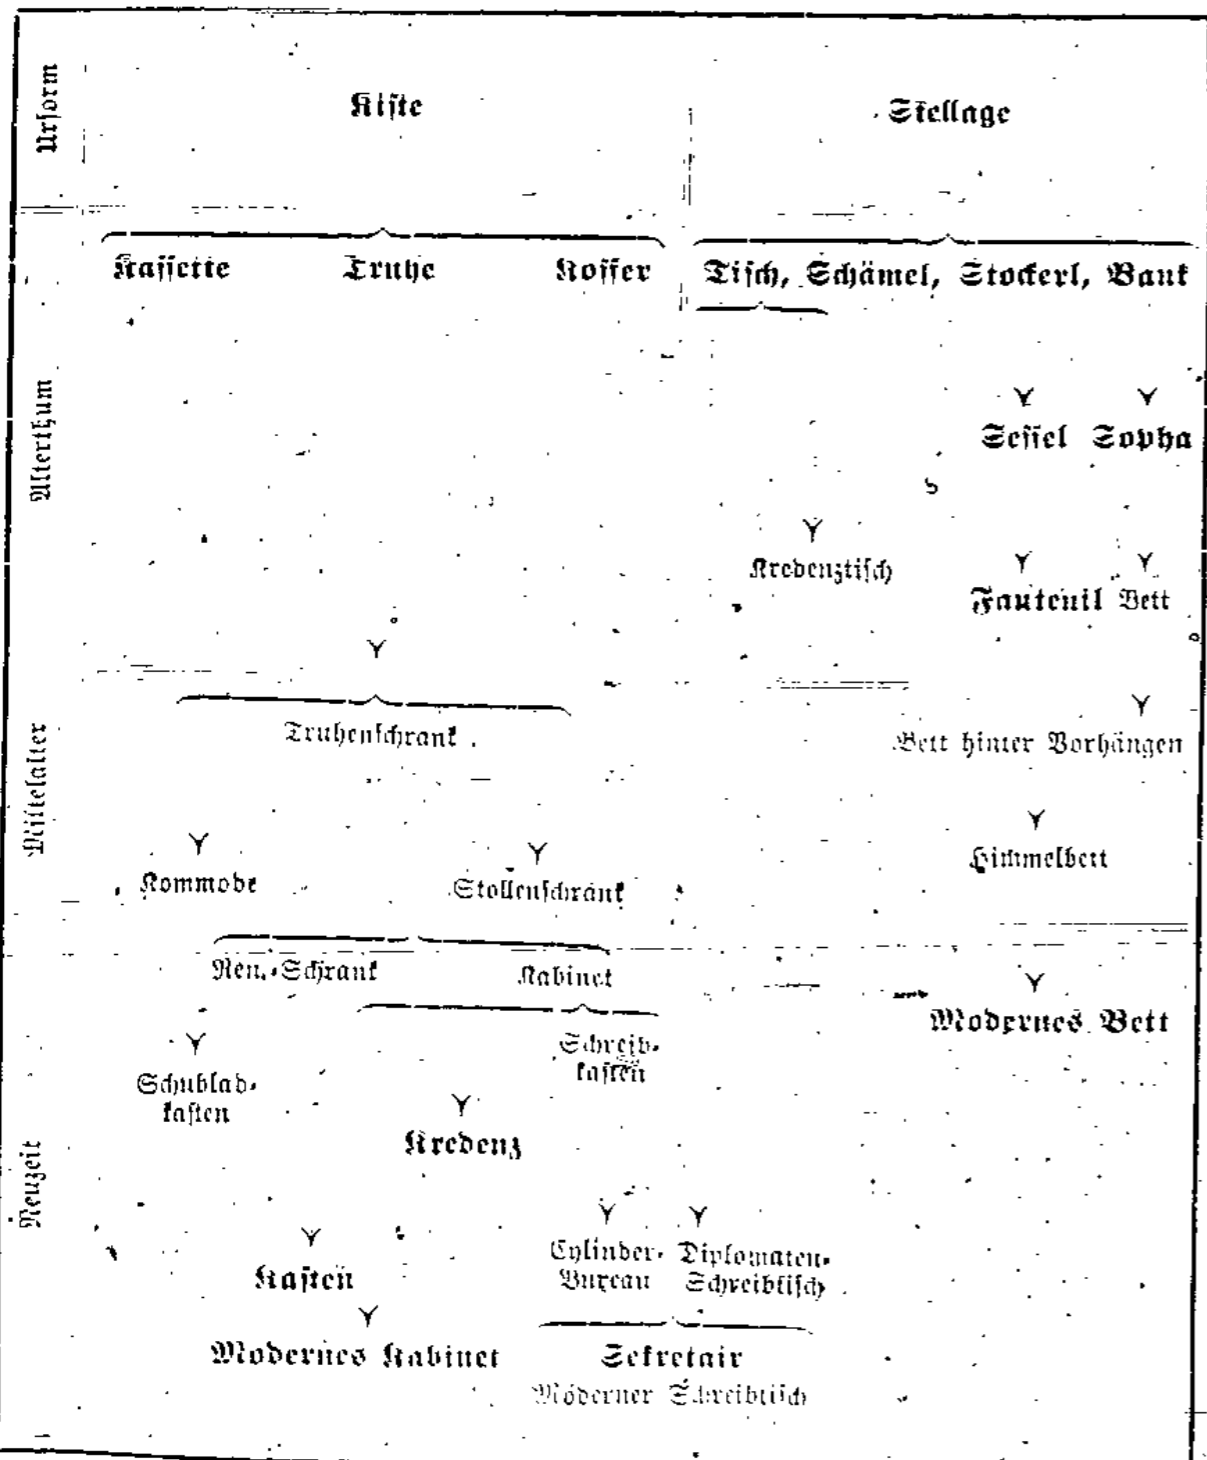 Urform
Kiste
Stellage
Kassette Truhe Koffer
Tisch, Schämel, Stockerl, Bank
Alterthum
Sessel Sopha
Kredenztisch
Fauteuil Bett
Mittelalter
Truhenschrank
Bett hinter Vorhängen
Himmelbett
Kommode
Stollenschrank
Neuzeit
Ren.-Schrank
Kabinet
Modernes Bett
Schreib-
kasten
Schublad-
kasten
Kredenz
Cylinder-
Bureau
Diplomaten-
Schreibtisch
Kasten
Modernes Kabinet
Sekretair
Moderner Schreibtisch